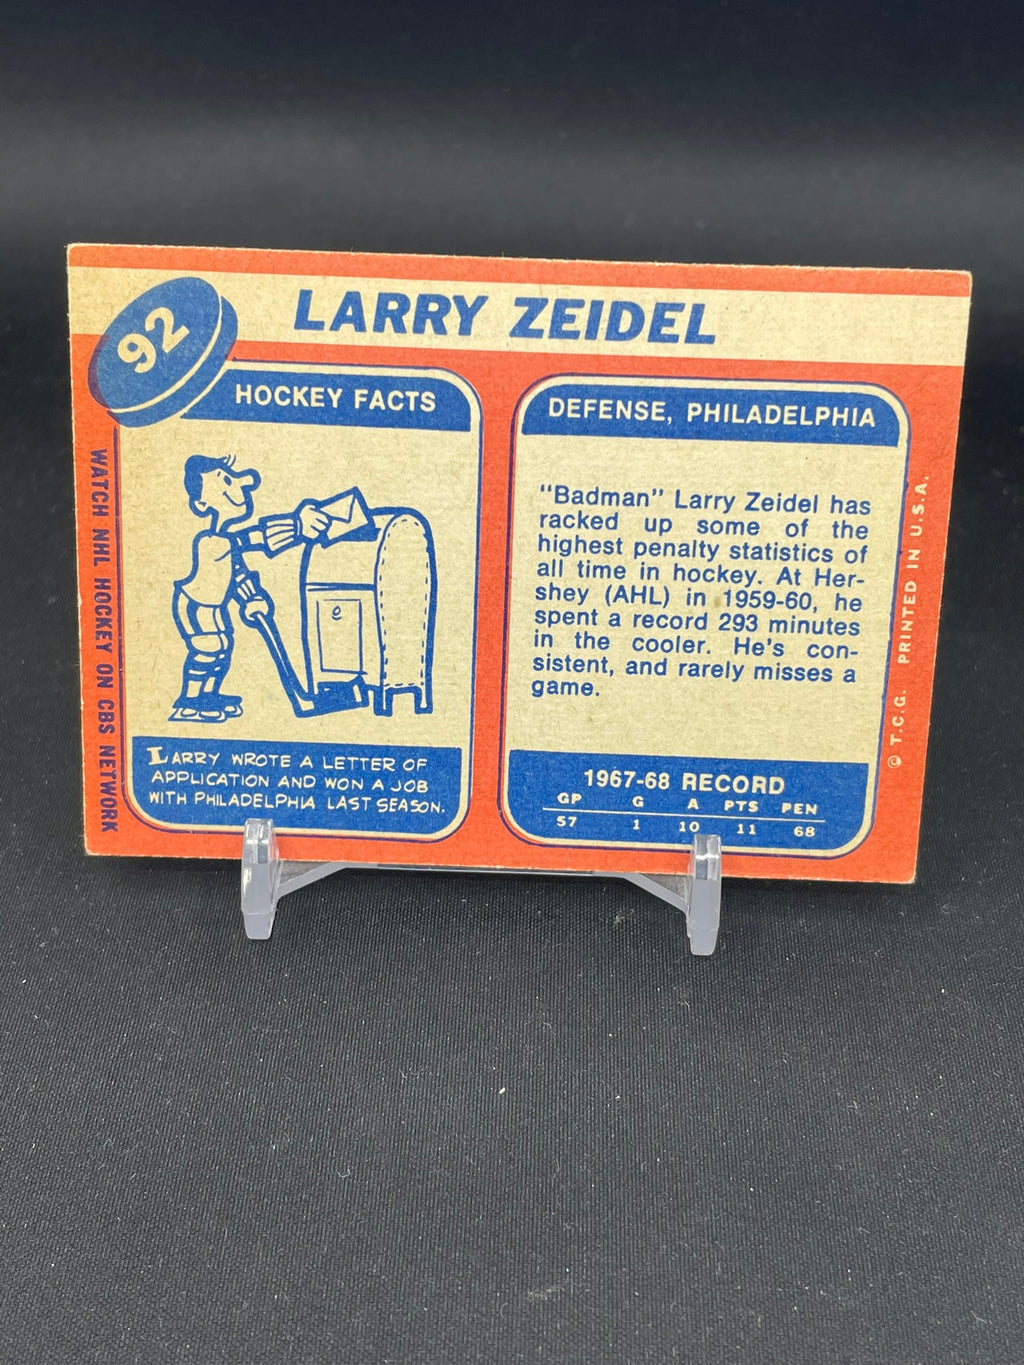 92
LARRY ZEIDEL
HOCKEY FACTS
LARRY WROTE A LETTER OF
APPLICATION AND WON A JOB
WITH PHILADELPHIA LAST SEASON.
WATCH NHL HOCKEY ON CBS NETWORK
DEFENSE, PHILADELPHIA
"Badman" Larry Zeidel has
racked up some of the
highest penalty statistics of
all time in hockey. At Her-
shey (AHL) in 1959-60, he
spent a record 293 minutes
in the cooler. He's con-
sistent, and rarely misses a
game.
1967-68 RECORD
GP G A PTS PEN
57 1 10 11 68
© T.C.G. PRINTED IN U.S.A.